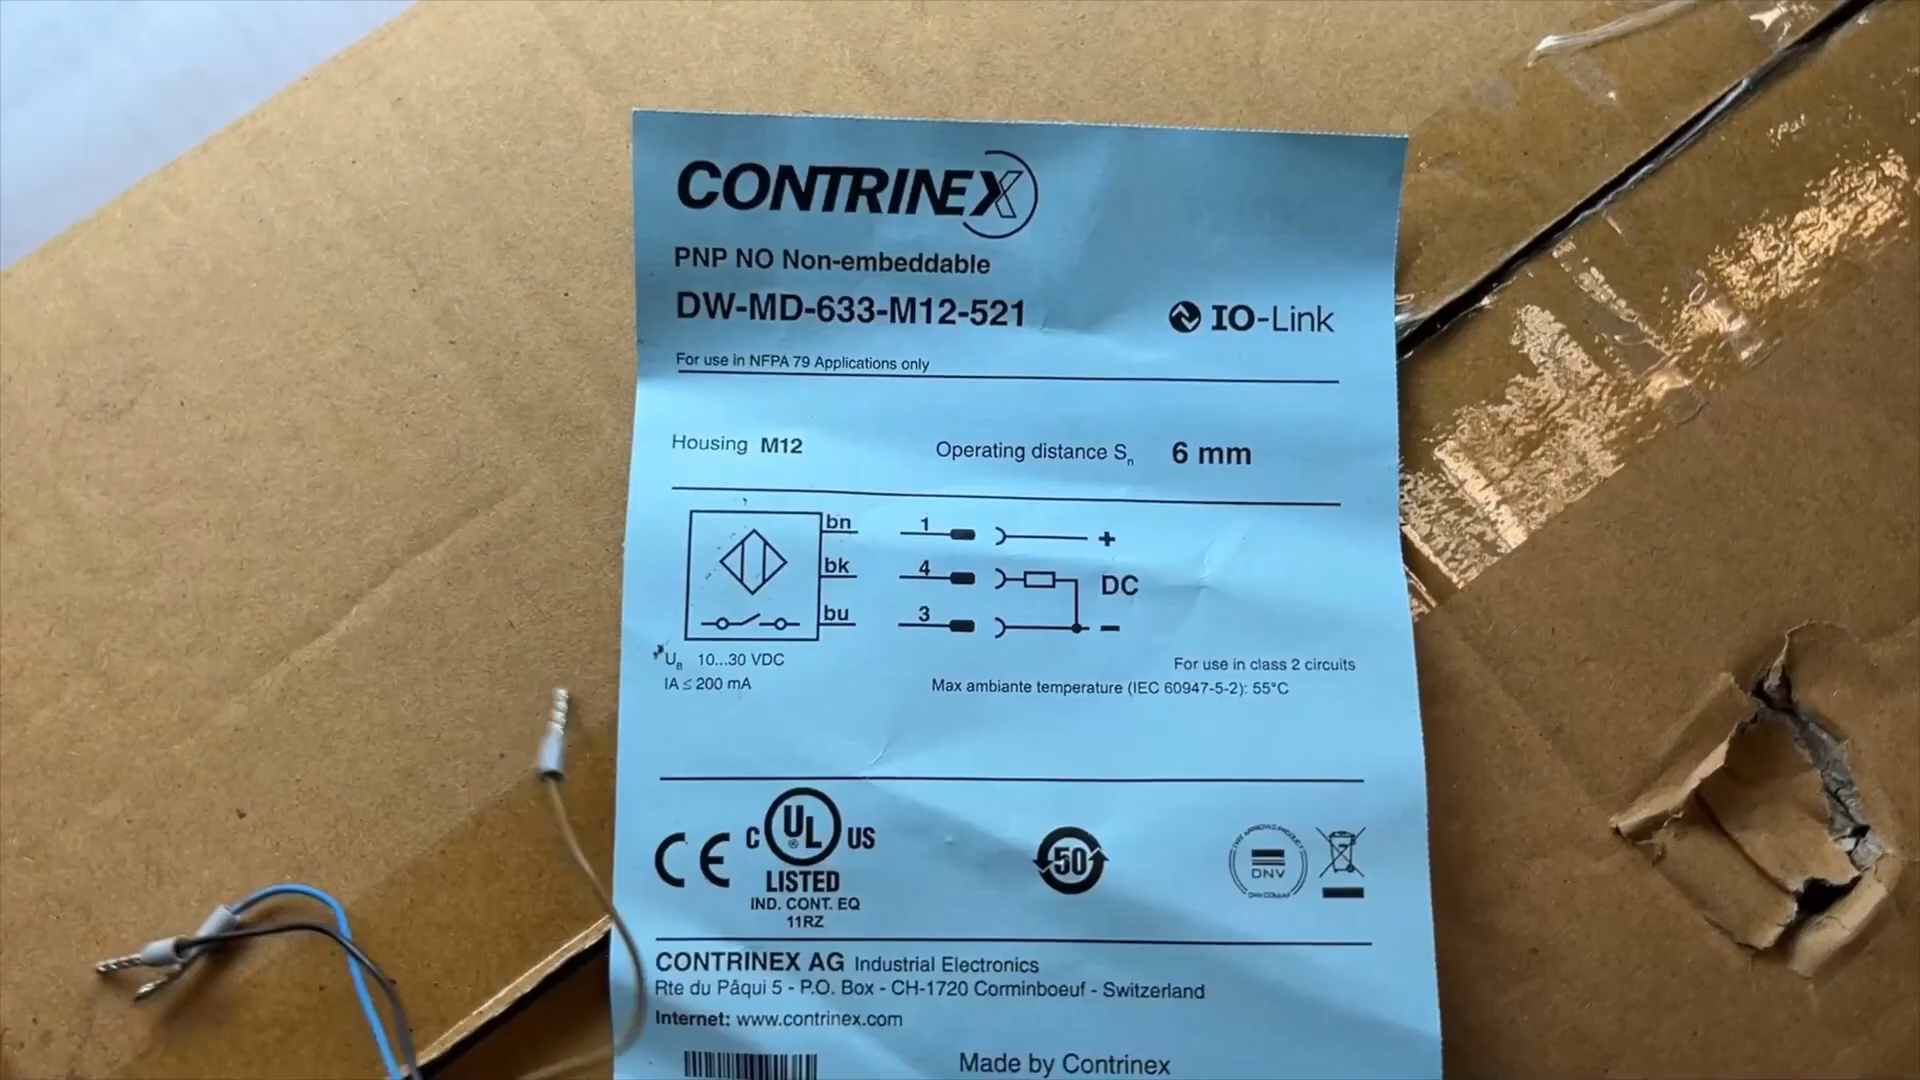 CONTRINEX
PNP NO Non-embeddable
DW-MD-633-M12-521
IO-Link
For use in NFPA 79 Applications only
Housing M12
Operating distance Sn 6 mm
bn 1 +
bk 4 DC
bu 3 −
UB 10...30 VDC
IA ≤ 200 mA
For use in class 2 circuits
Max ambiante temperature (IEC 60947-5-2): 55°C
CE
C UL ® US
LISTED
IND. CONT. EQ
11RZ
50
DNV
CONTRINEX AG Industrial Electronics
Rte du Pâqui 5 - P.O. Box - CH-1720 Corminboeuf - Switzerland
Internet: www.contrinex.com
Made by Contrinex